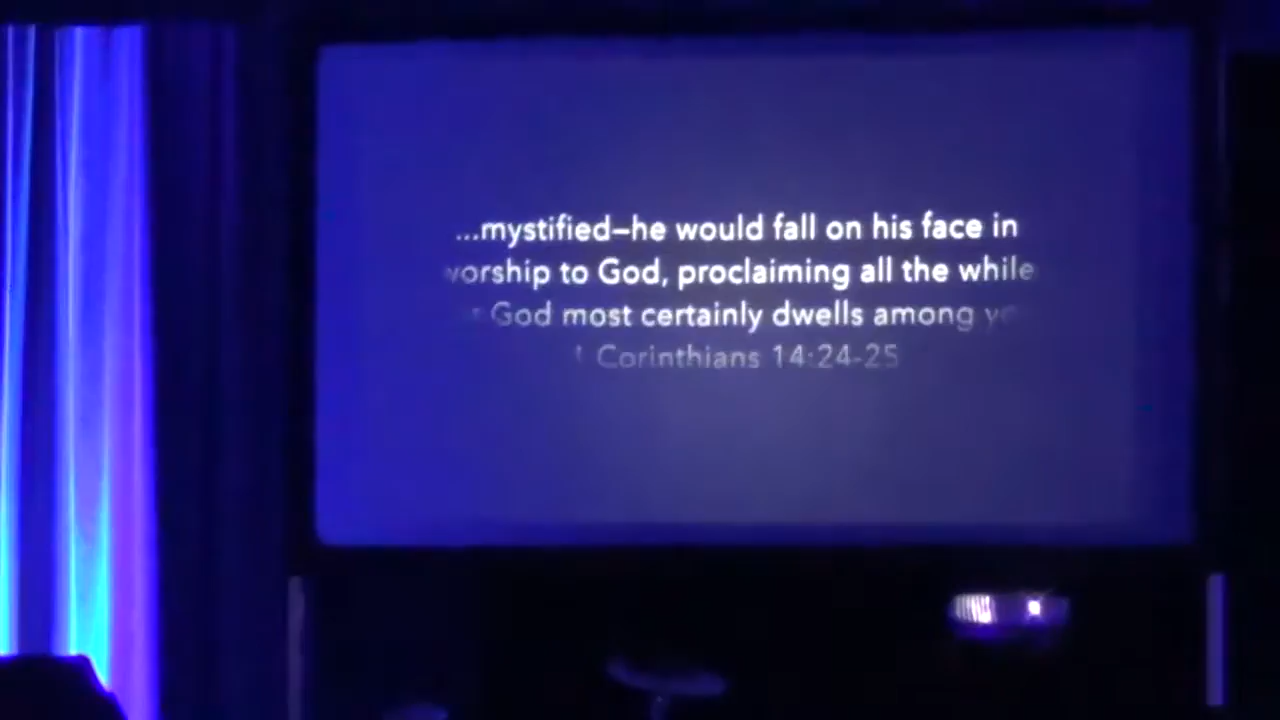 ...mystified–he would fall on his face in
worship to God, proclaiming all the while
God most certainly dwells among
1 Corinthians 14:24-25